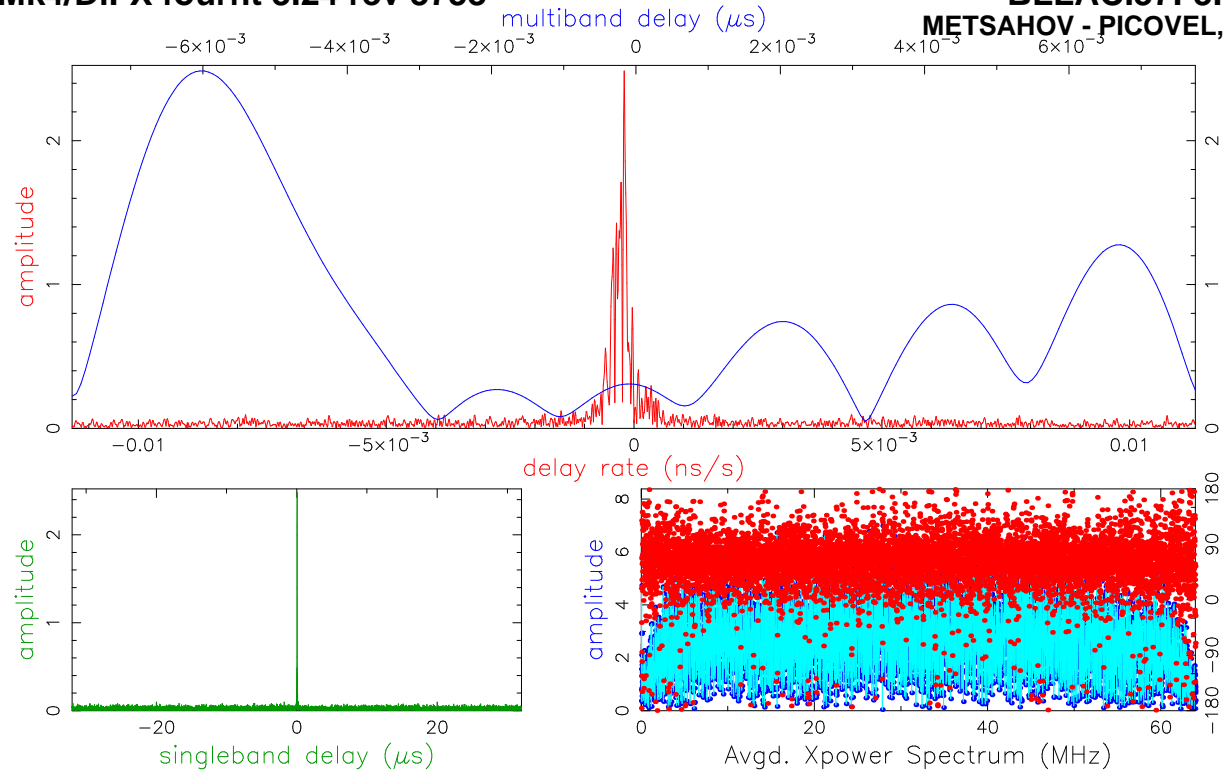 multiband delay (μs)
METSAHOV - PICOVEL,
−6×10⁻³ −4×10⁻³ −2×10⁻³ 0 2×10⁻³ 4×10⁻³ 6×10⁻³
amplitude
0 1 2
0 1 2
−0.01 −5×10⁻³ 0 5×10⁻³ 0.01
delay rate (ns/s)
amplitude
0 1 2
−20 0 20
singleband delay (μs)
amplitude
0 2 4 6 8
−180 −90 0 90 180
0 20 40 60
Avgd. Xpower Spectrum (MHz)